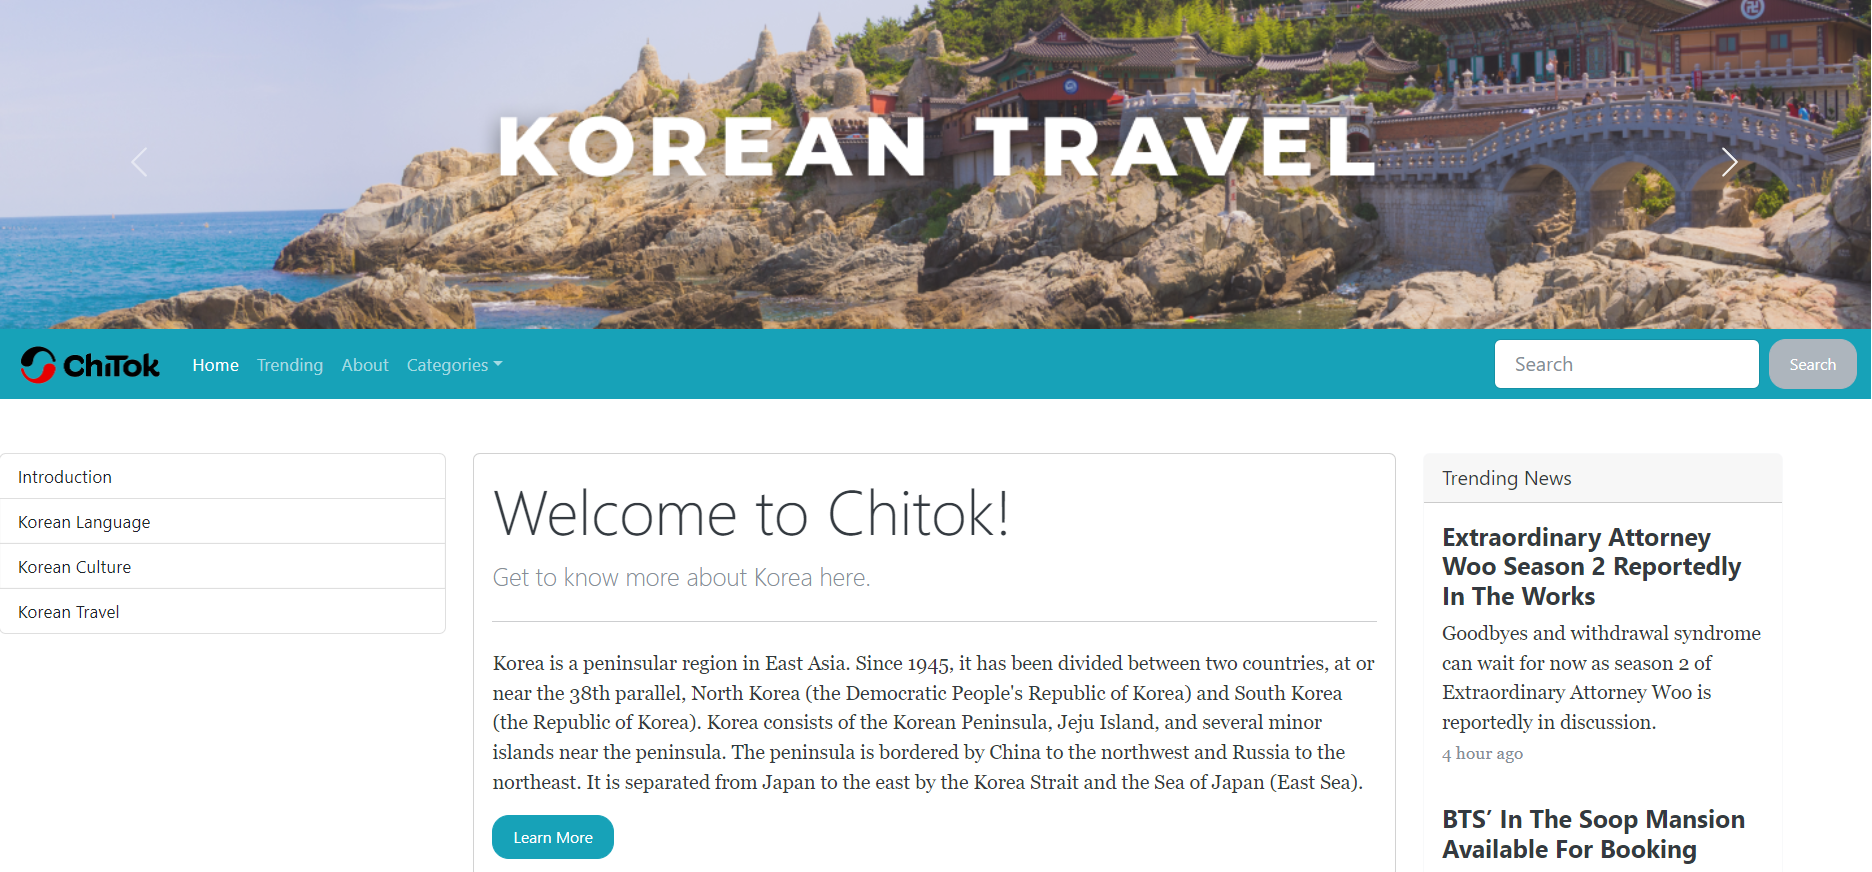 KOREAN TRAVEL
ChiTok
Home
Trending
About
Categories
Search
Search
Introduction
Korean Language
Korean Culture
Korean Travel
Welcome to Chitok!
Get to know more about Korea here.
Korea is a peninsular region in East Asia. Since 1945, it has been divided between two countries, at or
near the 38th parallel, North Korea (the Democratic People's Republic of Korea) and South Korea
(the Republic of Korea). Korea consists of the Korean Peninsula, Jeju Island, and several minor
islands near the peninsula. The peninsula is bordered by China to the northwest and Russia to the
northeast. It is separated from Japan to the east by the Korea Strait and the Sea of Japan (East Sea).
Learn More
Trending News
Extraordinary Attorney
Woo Season 2 Reportedly
In The Works
Goodbyes and withdrawal syndrome
can wait for now as season 2 of
Extraordinary Attorney Woo is
reportedly in discussion.
4 hour ago
BTS’ In The Soop Mansion
Available For Booking